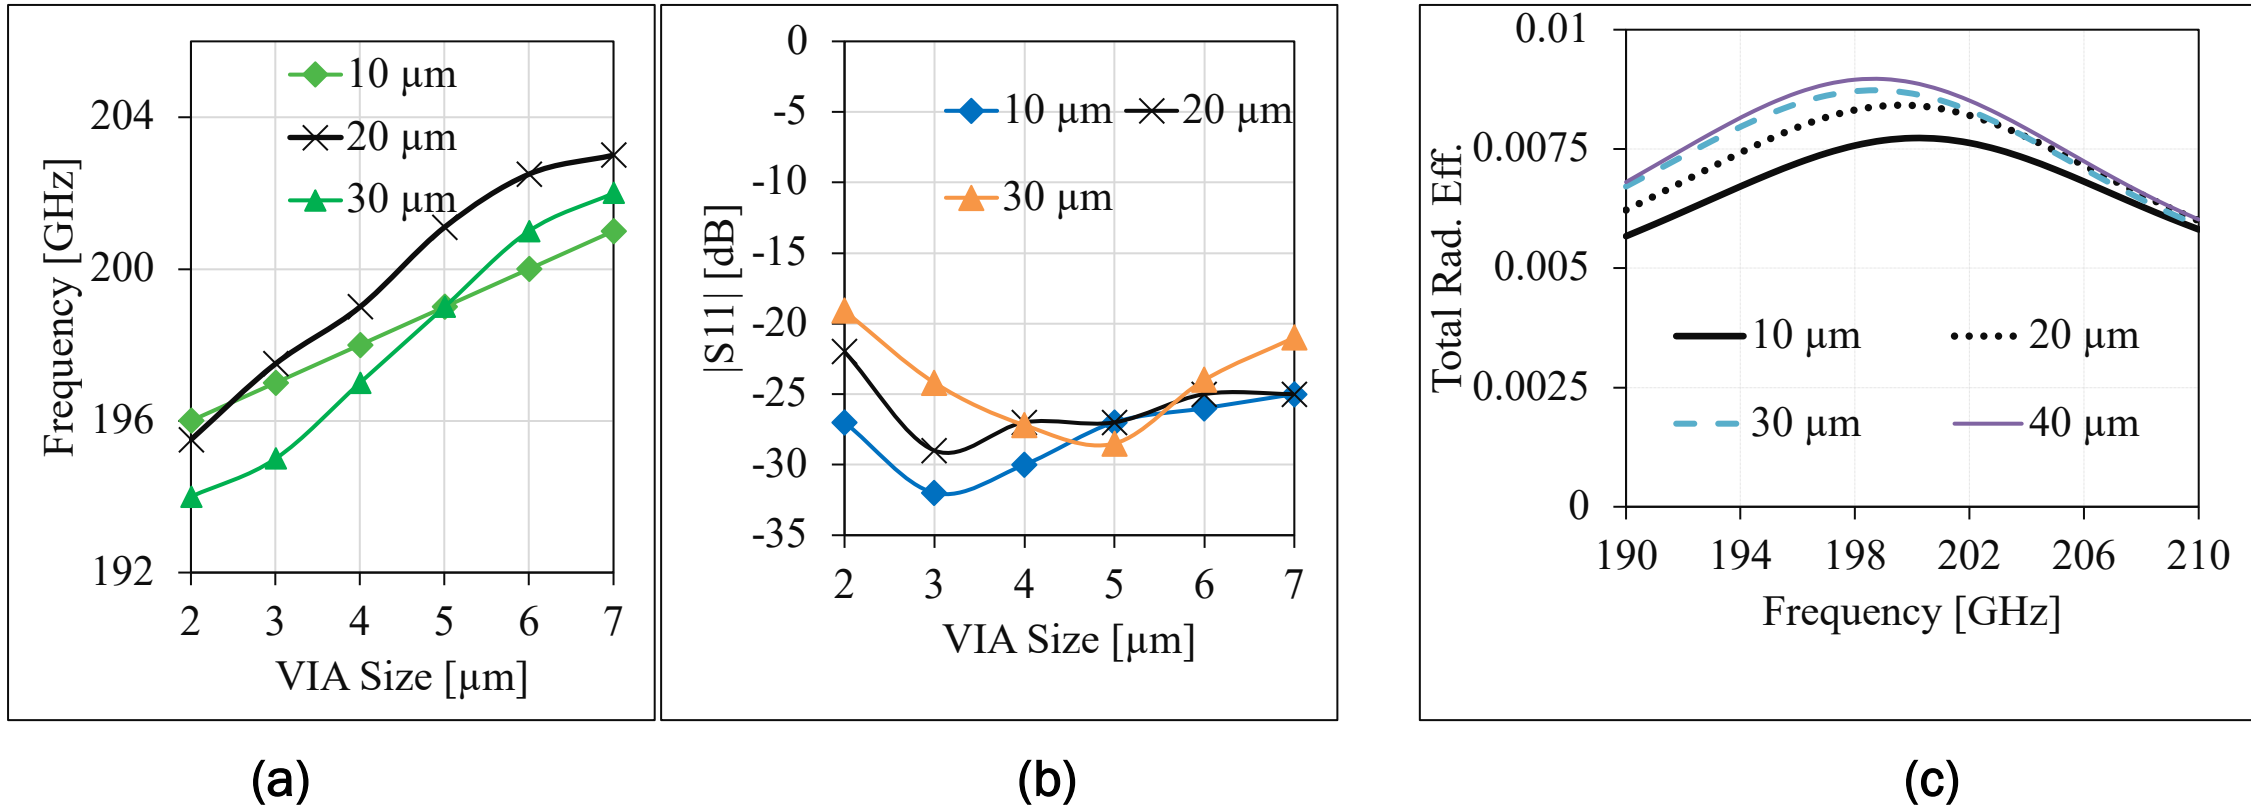 Frequency [GHz]
204
200
196
192
10 µm
20 µm
30 µm
2 3 4 5 6 7
VIA Size [µm]
(a)
|S11| [dB]
0
-5
-10
-15
-20
-25
-30
-35
10 µm 20 µm
30 µm
2 3 4 5 6 7
VIA Size [µm]
(b)
Total Rad. Eff.
0.01
0.0075
0.005
0.0025
0
10 µm 20 µm
30 µm 40 µm
190 194 198 202 206 210
Frequency [GHz]
(c)